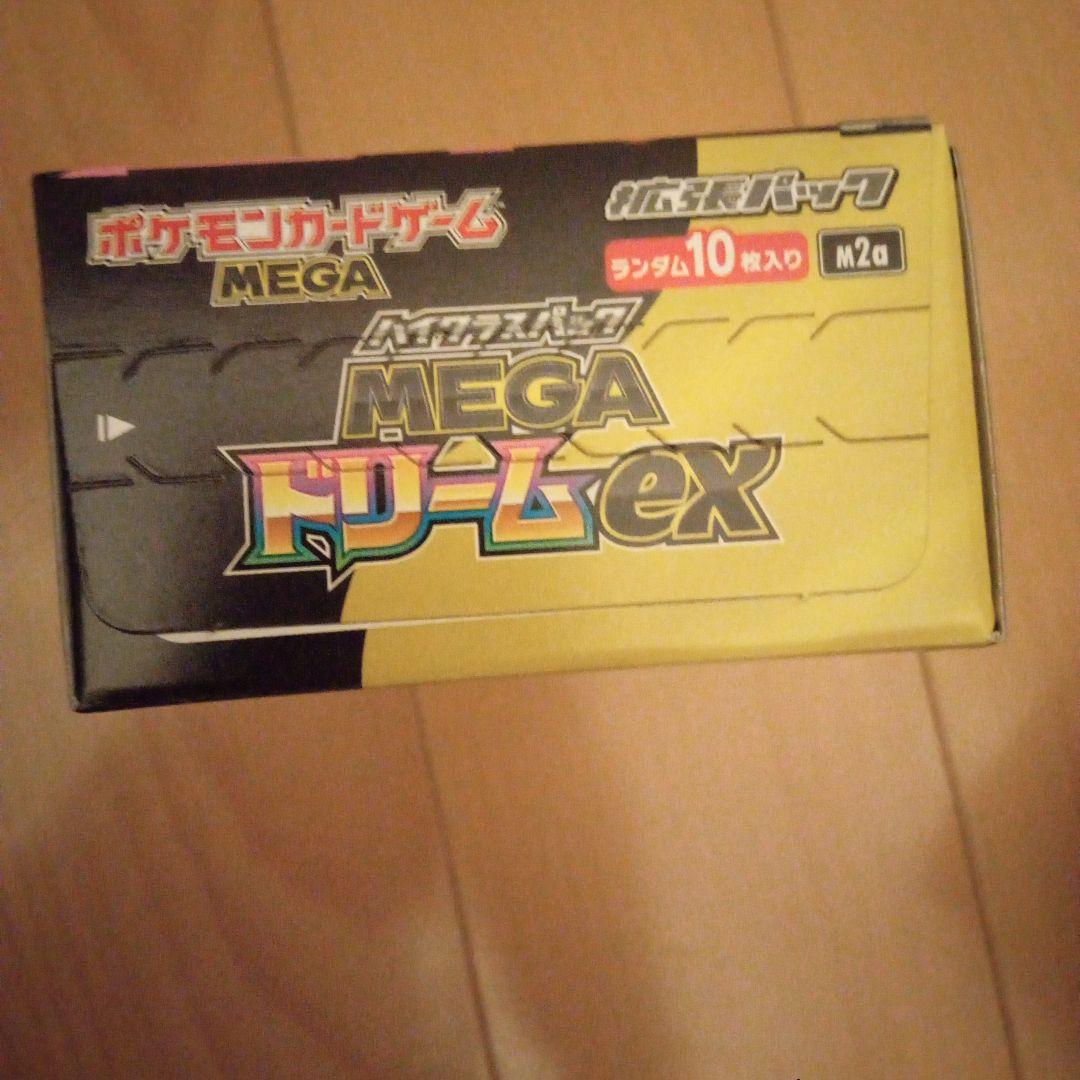 ポケモンカードゲーム
MEGA
拡張パック
ランダム10枚入り
M2a
ハイクラスパック
MEGA
ドリームex